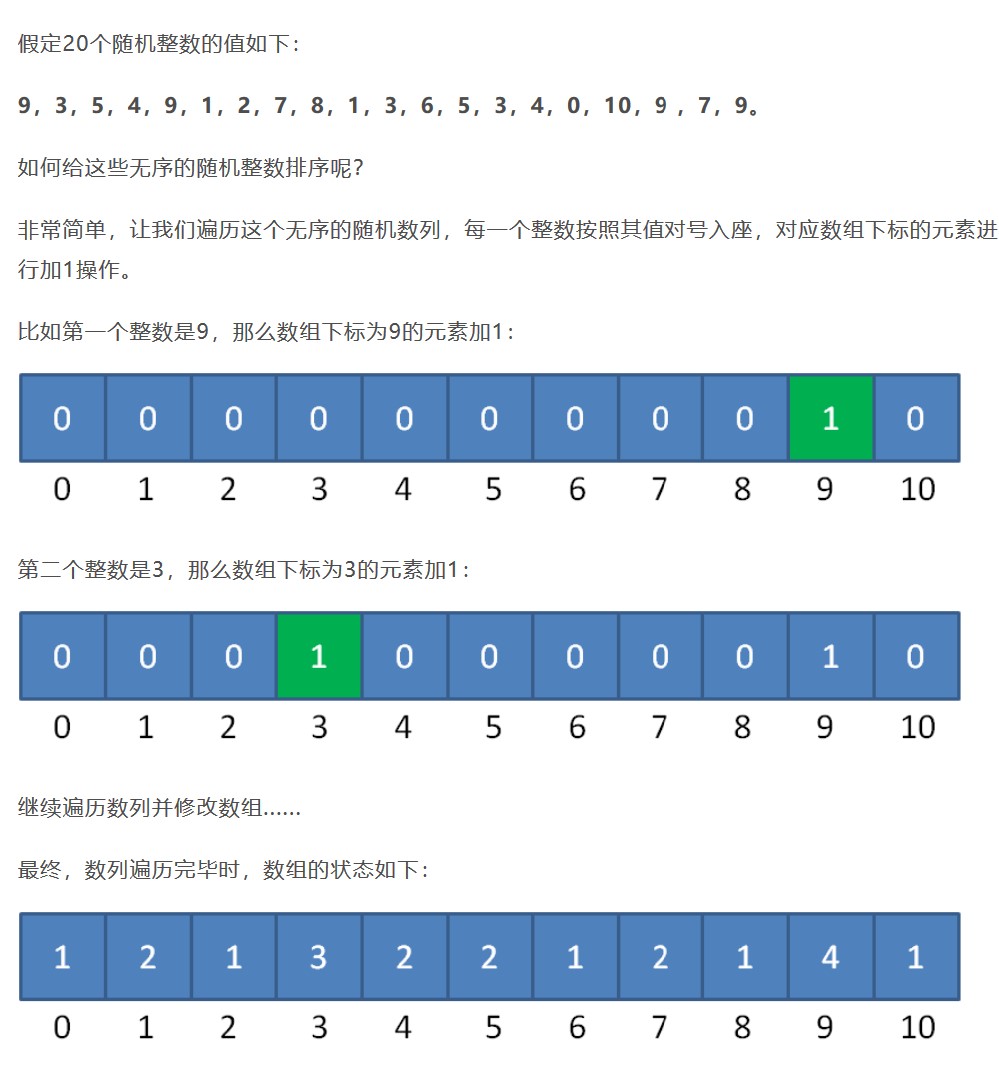 假定20个随机整数的值如下：
9，3，5，4，9，1，2，7，8，1，3，6，5，3，4，0，10，9 ，7，9。
如何给这些无序的随机整数排序呢？
非常简单，让我们遍历这个无序的随机数列，每一个整数按照其值对号入座，对应数组下标的元素进
行加1操作。
比如第一个整数是9，那么数组下标为9的元素加1：
0 0 0 0 0 0 0 0 0 1 0
0 1 2 3 4 5 6 7 8 9 10
第二个整数是3，那么数组下标为3的元素加1：
0 0 0 1 0 0 0 0 0 1 0
0 1 2 3 4 5 6 7 8 9 10
继续遍历数列并修改数组......
最终，数列遍历完毕时，数组的状态如下：
1 2 1 3 2 2 1 2 1 4 1
0 1 2 3 4 5 6 7 8 9 10